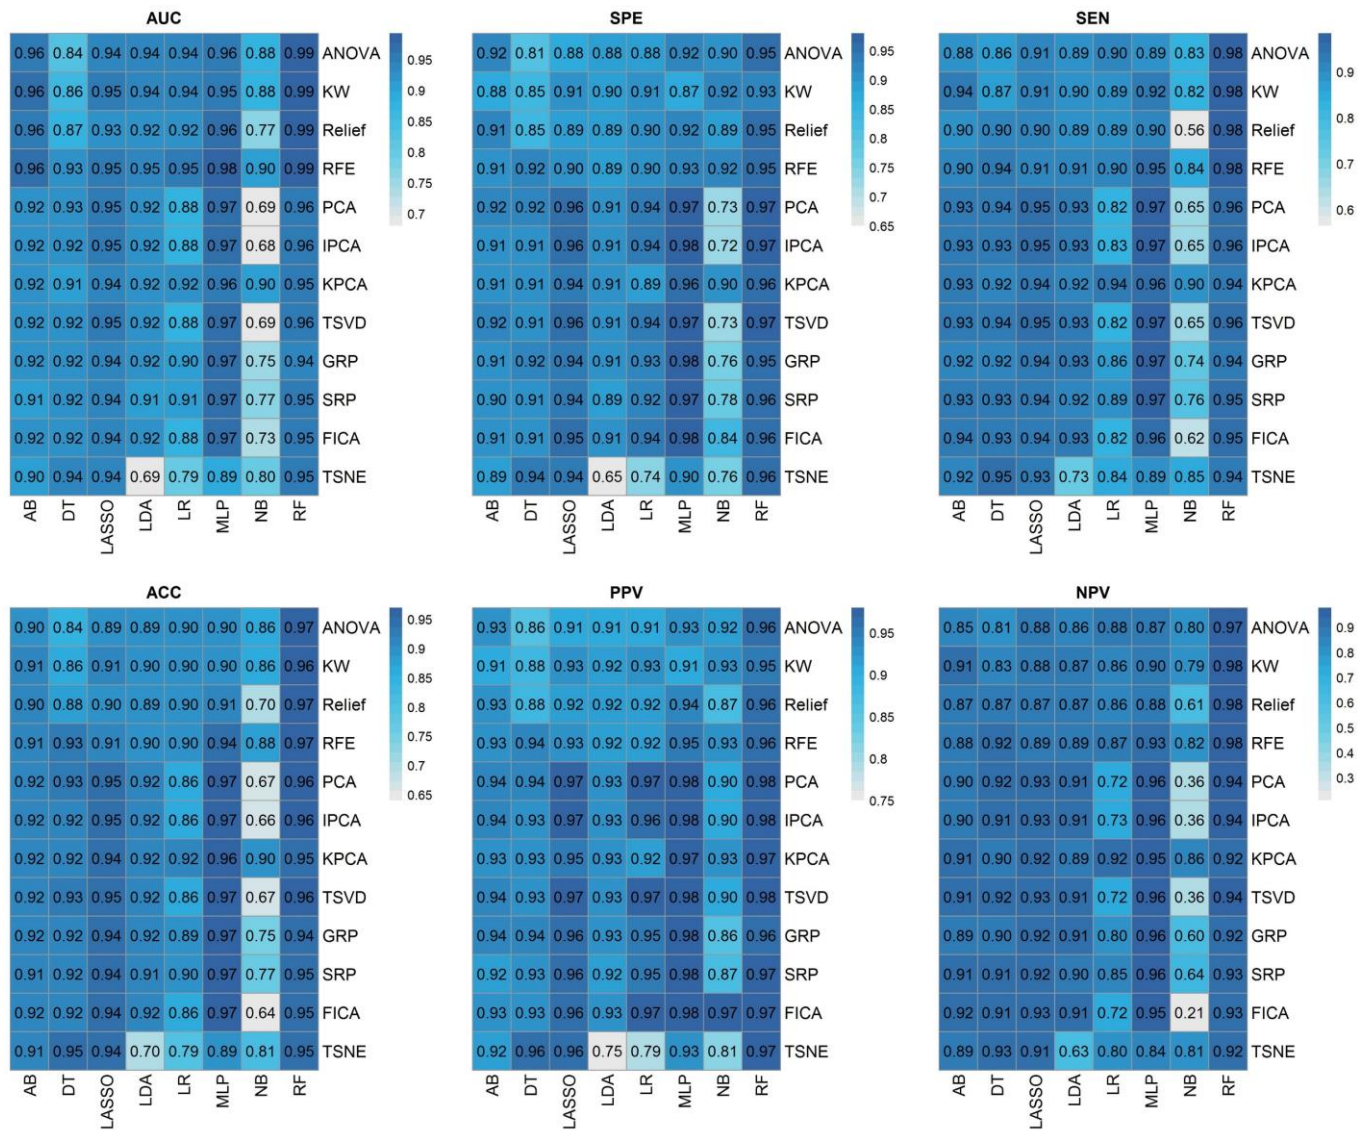 AUC
0.96 0.84 0.94 0.94 0.94 0.96 0.88 0.99 ANOVA
0.96 0.86 0.95 0.94 0.94 0.95 0.88 0.99 KW
0.96 0.87 0.93 0.92 0.92 0.96 0.77 0.99 Relief
0.96 0.93 0.95 0.95 0.95 0.98 0.90 0.99 RFE
0.92 0.93 0.95 0.92 0.88 0.97 0.69 0.96 PCA
0.92 0.92 0.95 0.92 0.88 0.97 0.68 0.96 IPCA
0.92 0.91 0.94 0.92 0.92 0.96 0.90 0.95 KPCA
0.92 0.92 0.95 0.92 0.88 0.97 0.69 0.96 TSVD
0.92 0.92 0.94 0.92 0.90 0.97 0.75 0.94 GRP
0.91 0.92 0.94 0.91 0.91 0.97 0.77 0.95 SRP
0.92 0.92 0.94 0.92 0.88 0.97 0.73 0.95 FICA
0.90 0.94 0.94 0.69 0.79 0.89 0.80 0.95 TSNE
AB DT LASSO LDA LR MLP NB RF
0.95
0.9
0.85
0.8
0.75
0.7
SPE
0.92 0.81 0.88 0.88 0.88 0.92 0.90 0.95 ANOVA
0.88 0.85 0.91 0.90 0.91 0.87 0.92 0.93 KW
0.91 0.85 0.89 0.89 0.90 0.92 0.89 0.95 Relief
0.91 0.92 0.90 0.89 0.90 0.93 0.92 0.95 RFE
0.92 0.92 0.96 0.91 0.94 0.97 0.73 0.97 PCA
0.91 0.91 0.96 0.91 0.94 0.98 0.72 0.97 IPCA
0.91 0.91 0.94 0.91 0.89 0.96 0.90 0.96 KPCA
0.92 0.91 0.96 0.91 0.94 0.97 0.73 0.97 TSVD
0.91 0.92 0.94 0.91 0.93 0.98 0.76 0.95 GRP
0.90 0.91 0.94 0.89 0.92 0.97 0.78 0.96 SRP
0.91 0.91 0.95 0.91 0.94 0.98 0.84 0.96 FICA
0.89 0.94 0.94 0.65 0.74 0.90 0.76 0.96 TSNE
AB DT LASSO LDA LR MLP NB RF
0.95
0.9
0.85
0.8
0.75
0.7
0.65
SEN
0.88 0.86 0.91 0.89 0.90 0.89 0.83 0.98 ANOVA
0.94 0.87 0.91 0.90 0.89 0.92 0.82 0.98 KW
0.90 0.90 0.90 0.89 0.89 0.90 0.56 0.98 Relief
0.90 0.94 0.91 0.91 0.90 0.95 0.84 0.98 RFE
0.93 0.94 0.95 0.93 0.82 0.97 0.65 0.96 PCA
0.93 0.93 0.95 0.93 0.83 0.97 0.65 0.96 IPCA
0.93 0.92 0.94 0.92 0.94 0.96 0.90 0.94 KPCA
0.93 0.94 0.95 0.93 0.82 0.97 0.65 0.96 TSVD
0.92 0.92 0.94 0.93 0.86 0.97 0.74 0.94 GRP
0.93 0.93 0.94 0.92 0.89 0.97 0.76 0.95 SRP
0.94 0.93 0.94 0.93 0.82 0.96 0.62 0.95 FICA
0.92 0.95 0.93 0.73 0.84 0.89 0.85 0.94 TSNE
AB DT LASSO LDA LR MLP NB RF
0.9
0.8
0.7
0.6
ACC
0.90 0.84 0.89 0.89 0.90 0.90 0.86 0.97 ANOVA
0.91 0.86 0.91 0.90 0.90 0.90 0.86 0.96 KW
0.90 0.88 0.90 0.89 0.90 0.91 0.70 0.97 Relief
0.91 0.93 0.91 0.90 0.90 0.94 0.88 0.97 RFE
0.92 0.93 0.95 0.92 0.86 0.97 0.67 0.96 PCA
0.92 0.92 0.95 0.92 0.86 0.97 0.66 0.96 IPCA
0.92 0.92 0.94 0.92 0.92 0.96 0.90 0.95 KPCA
0.92 0.93 0.95 0.92 0.86 0.97 0.67 0.96 TSVD
0.92 0.92 0.94 0.92 0.89 0.97 0.75 0.94 GRP
0.91 0.92 0.94 0.91 0.90 0.97 0.77 0.95 SRP
0.92 0.92 0.94 0.92 0.86 0.97 0.64 0.95 FICA
0.91 0.95 0.94 0.70 0.79 0.89 0.81 0.95 TSNE
AB DT LASSO LDA LR MLP NB RF
0.95
0.9
0.85
0.8
0.75
0.7
0.65
PPV
0.93 0.86 0.91 0.91 0.91 0.93 0.92 0.96 ANOVA
0.91 0.88 0.93 0.92 0.93 0.91 0.93 0.95 KW
0.93 0.88 0.92 0.92 0.92 0.94 0.87 0.96 Relief
0.93 0.94 0.93 0.92 0.92 0.95 0.93 0.96 RFE
0.94 0.94 0.97 0.93 0.97 0.98 0.90 0.98 PCA
0.94 0.93 0.97 0.93 0.96 0.98 0.90 0.98 IPCA
0.93 0.93 0.95 0.93 0.92 0.97 0.93 0.97 KPCA
0.94 0.93 0.97 0.93 0.97 0.98 0.90 0.98 TSVD
0.94 0.94 0.96 0.93 0.95 0.98 0.86 0.96 GRP
0.92 0.93 0.96 0.92 0.95 0.98 0.87 0.97 SRP
0.93 0.93 0.96 0.93 0.97 0.98 0.97 0.97 FICA
0.92 0.96 0.96 0.75 0.79 0.93 0.81 0.97 TSNE
AB DT LASSO LDA LR MLP NB RF
0.95
0.9
0.85
0.8
0.75
NPV
0.85 0.81 0.88 0.86 0.88 0.87 0.80 0.97 ANOVA
0.91 0.83 0.88 0.87 0.86 0.90 0.79 0.98 KW
0.87 0.87 0.87 0.87 0.86 0.88 0.61 0.98 Relief
0.88 0.92 0.89 0.89 0.87 0.93 0.82 0.98 RFE
0.90 0.92 0.93 0.91 0.72 0.96 0.36 0.94 PCA
0.90 0.91 0.93 0.91 0.73 0.96 0.36 0.94 IPCA
0.91 0.90 0.92 0.89 0.92 0.95 0.86 0.92 KPCA
0.91 0.92 0.93 0.91 0.72 0.96 0.36 0.94 TSVD
0.89 0.90 0.92 0.91 0.80 0.96 0.60 0.92 GRP
0.91 0.91 0.92 0.90 0.85 0.96 0.64 0.93 SRP
0.92 0.91 0.93 0.91 0.72 0.95 0.21 0.93 FICA
0.89 0.93 0.91 0.63 0.80 0.84 0.81 0.92 TSNE
AB DT LASSO LDA LR MLP NB RF
0.9
0.8
0.7
0.6
0.5
0.4
0.3